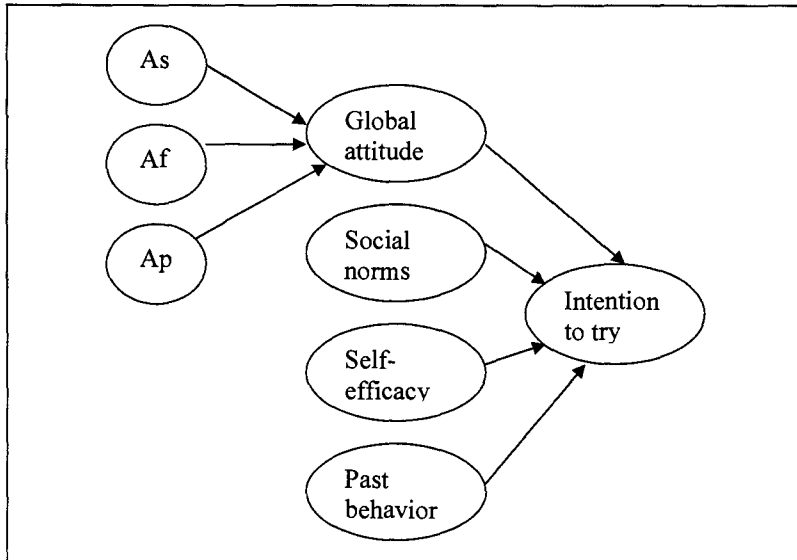 As
Af
Ap
Global
attitude
Social
norms
Self-
efficacy
Past
behavior
Intention
to try